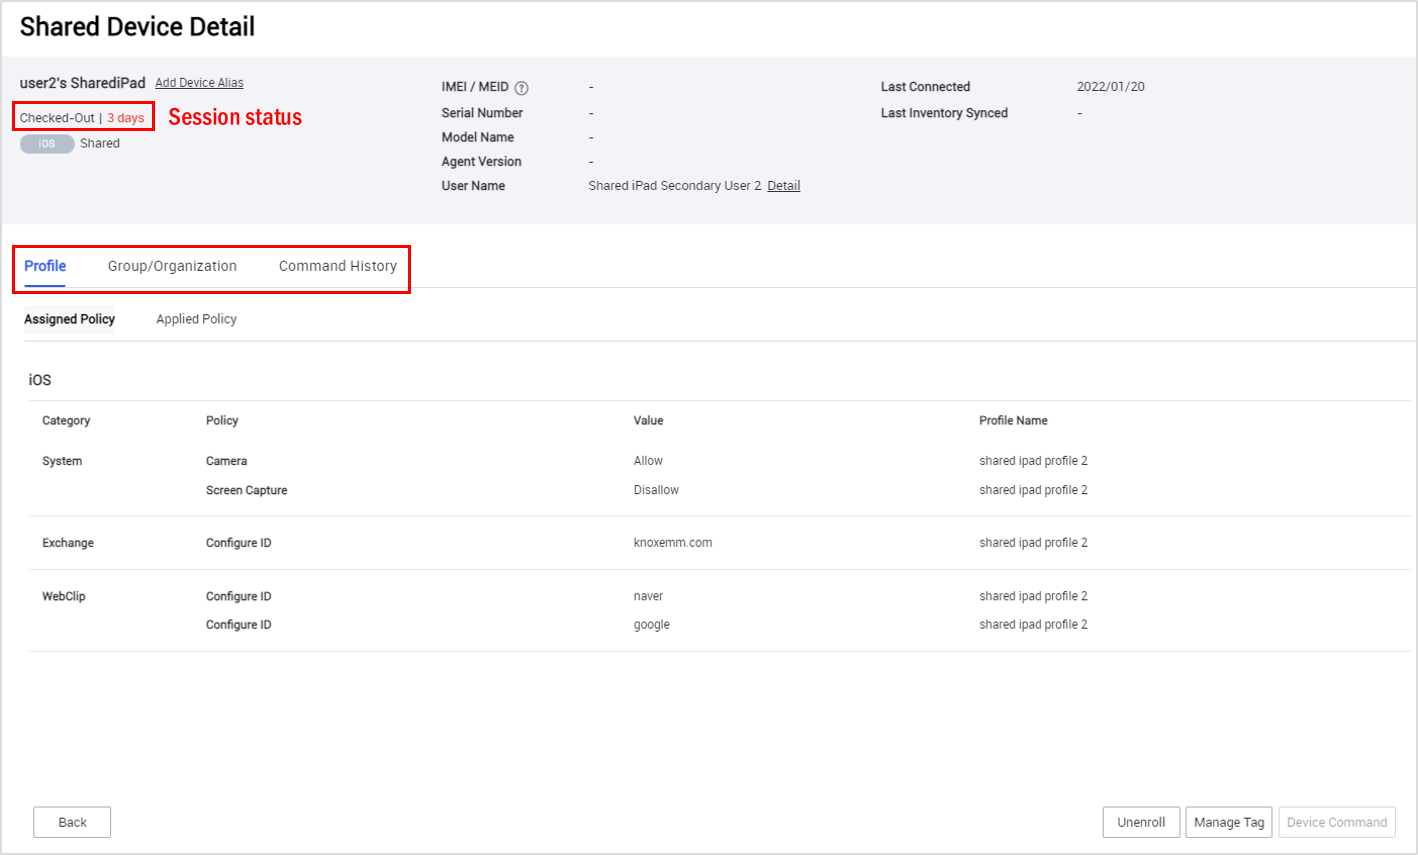 Shared Device Detail
user2's SharediPad Add Device Alias
Checked-Out | 3 days Session status
iOS Shared
IMEI / MEID ? -
Serial Number -
Model Name -
Agent Version -
User Name Shared iPad Secondary User 2 Detail
Last Connected 2022/01/20
Last Inventory Synced -
Profile Group/Organization Command History
Assigned Policy Applied Policy
iOS
Category Policy Value Profile Name
System Camera Allow shared ipad profile 2
Screen Capture Disallow shared ipad profile 2
Exchange Configure ID knoxemm.com shared ipad profile 2
WebClip Configure ID naver shared ipad profile 2
Configure ID google shared ipad profile 2
Back Unenroll Manage Tag Device Command